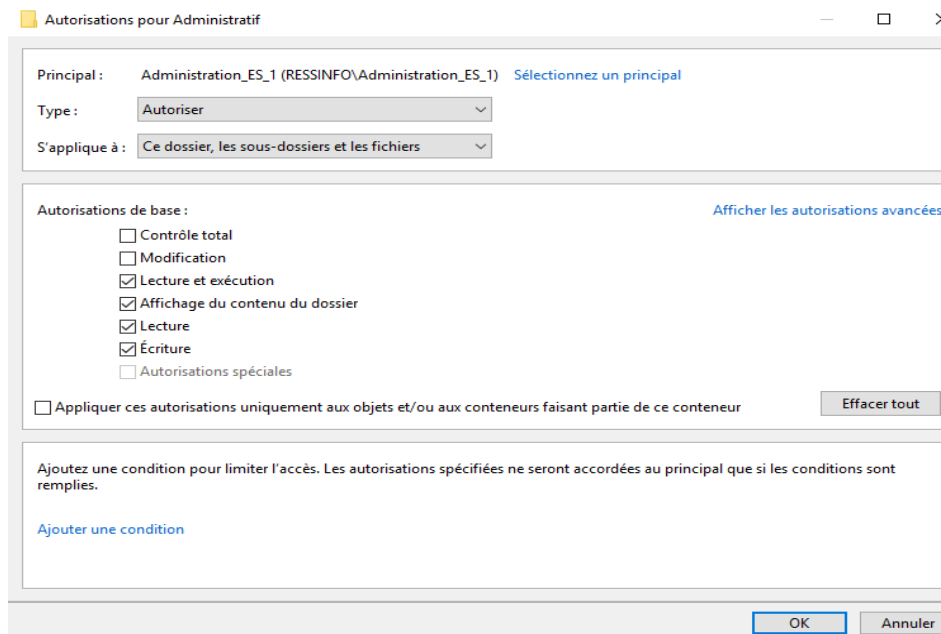 Autorisations pour Administratif
Principal : Administration_ES_1 (RESSINFO\Administration_ES_1) Sélectionnez un principal
Type : Autoriser
S'applique à : Ce dossier, les sous-dossiers et les fichiers
Autorisations de base : Afficher les autorisations avancées
Contrôle total
Modification
Lecture et exécution
Affichage du contenu du dossier
Lecture
Écriture
Autorisations spéciales
Appliquer ces autorisations uniquement aux objets et/ou aux conteneurs faisant partie de ce conteneur Effacer tout
Ajoutez une condition pour limiter l'accès. Les autorisations spécifiées ne seront accordées au principal que si les conditions sont
remplies.
Ajouter une condition
OK Annuler